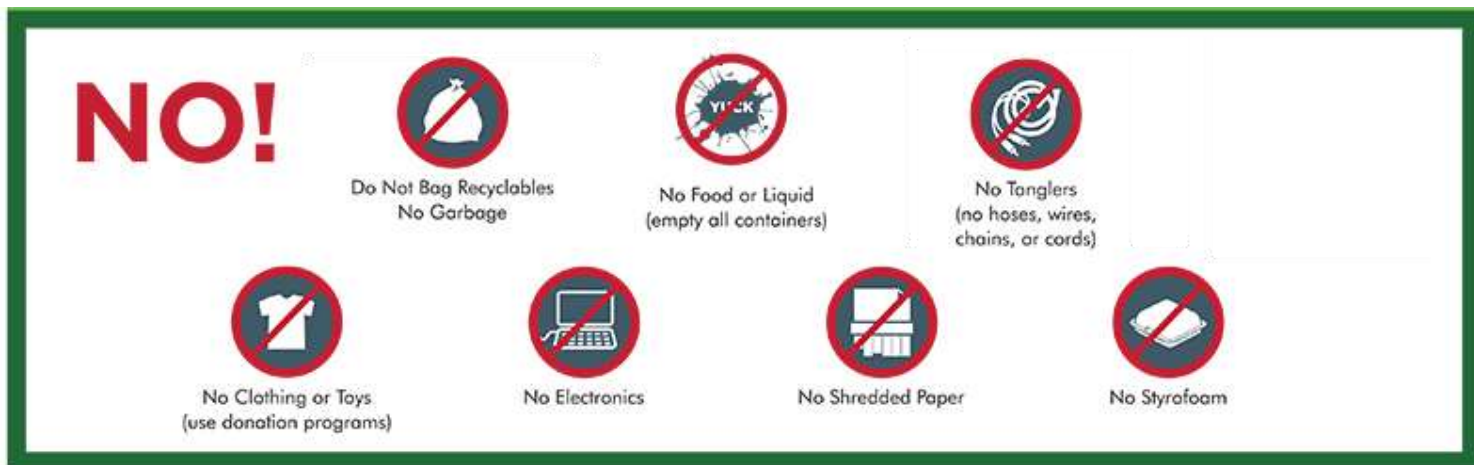 NO!
YUCK
Do Not Bag Recyclables
No Garbage
No Food or Liquid
(empty all containers)
No Tanglers
(no hoses, wires,
chains, or cords)
No Clothing or Toys
(use donation programs)
No Electronics
No Shredded Paper
No Styrofoam